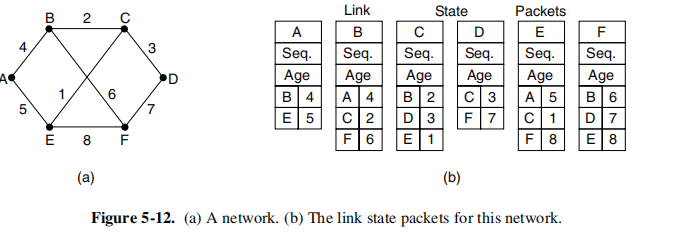 Link State Packets
B 2 C
A B C D E F
4 3
Seq. Seq. Seq. Seq. Seq. Seq.
Age Age Age Age Age Age
A D
1 6
B 4 A 4 B 2 C 3 A 5 B 6
5 7
E 5 C 2 D 3 F 7 C 1 D 7
E 8 F
F 6 E 1 F 8 E 8
(a) (b)
Figure 5-12. (a) A network. (b) The link state packets for this network.